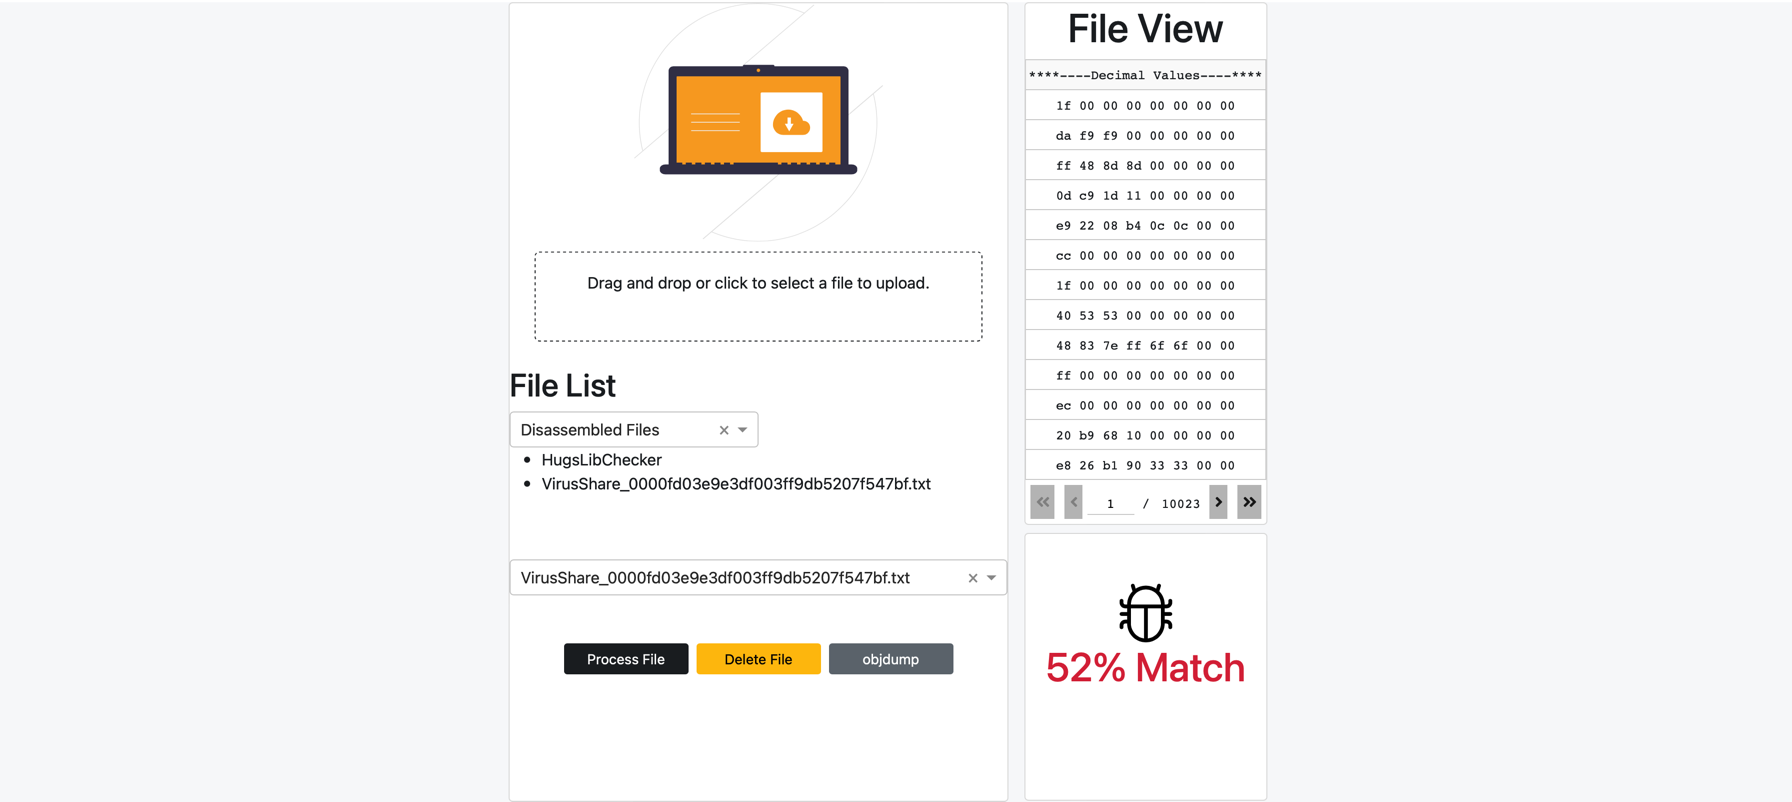 Drag and drop or click to select a file to upload.
File List
Disassembled Files
HugsLibChecker
VirusShare_0000fd03e9e3df003ff9db5207f547bf.txt
VirusShare_0000fd03e9e3df003ff9db5207f547bf.txt
Process File
Delete File
objdump
File View
****----Decimal Values----****
1f 00 00 00 00 00 00 00
da f9 f9 00 00 00 00 00
ff 48 8d 8d 00 00 00 00
0d c9 1d 11 00 00 00 00
e9 22 08 b4 0c 0c 00 00
cc 00 00 00 00 00 00 00
1f 00 00 00 00 00 00 00
40 53 53 00 00 00 00 00
48 83 7e ff 6f 6f 00 00
ff 00 00 00 00 00 00 00
ec 00 00 00 00 00 00 00
20 b9 68 10 00 00 00 00
e8 26 b1 90 33 33 00 00
1 / 10023
52% Match